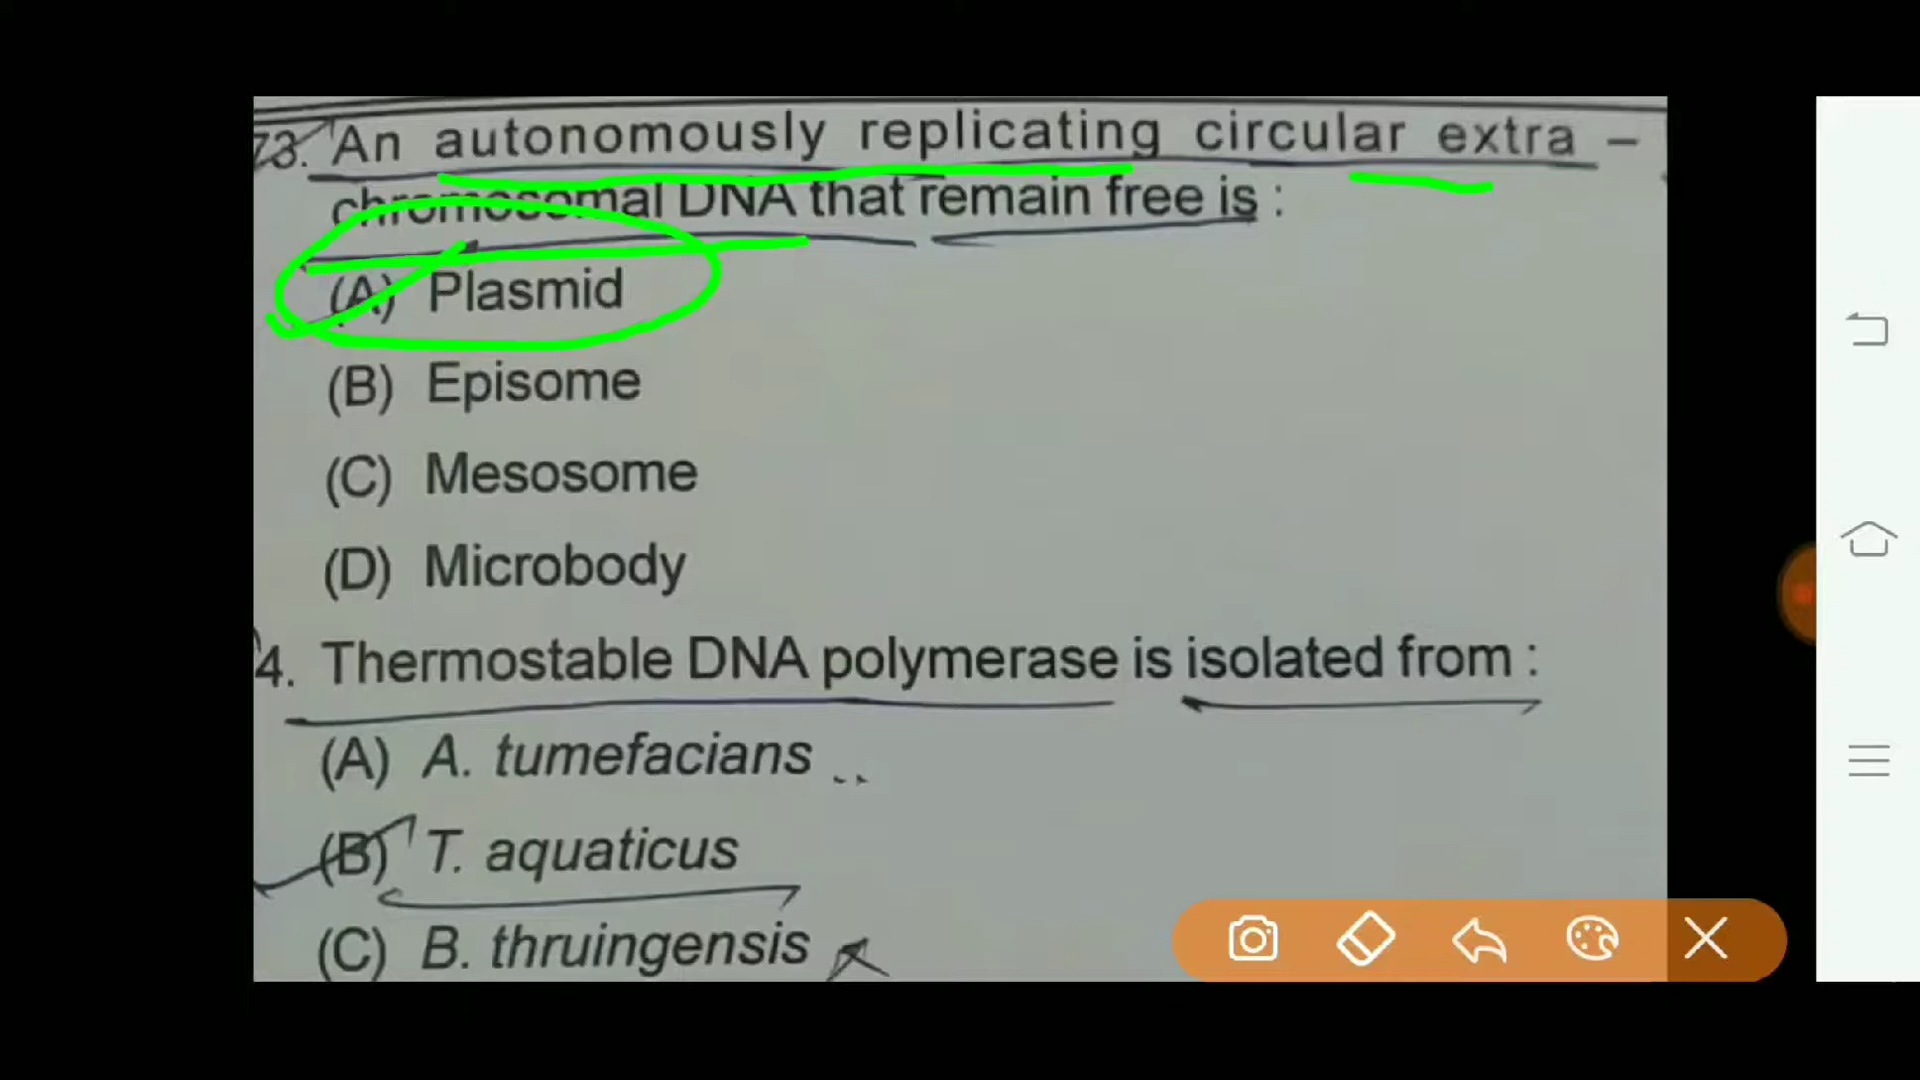 73. An autonomously replicating circular extra –
chromosomal DNA that remain free is :
(A) Plasmid
(B) Episome
(C) Mesosome
(D) Microbody
4. Thermostable DNA polymerase is isolated from :
(A) A. tumefacians
(B) T. aquaticus
(C) B. thruingensis